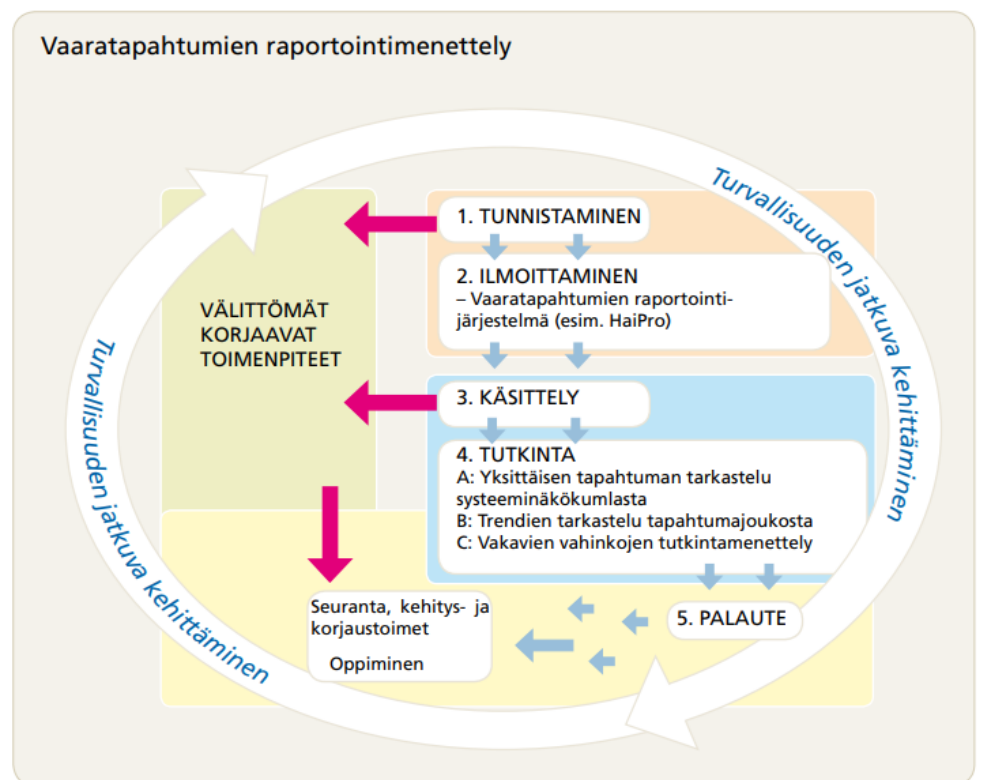 Vaaratapahtumien raportointimenettely
Turvallisuuden jatkuva kehittäminen
1. TUNNISTAMINEN
2. ILMOITTAMINEN
– Vaaratapahtumien raportointi-
järjestelmä (esim. HaiPro)
VÄLITTÖMÄT
KORJAAVAT
TOIMENPITEET
3. KÄSITTELY
4. TUTKINTA
A: Yksittäisen tapahtuman tarkastelu
systeeminäkökumlasta
B: Trendien tarkastelu tapahtumajoukosta
C: Vakavien vahinkojen tutkintamenettely
5. PALAUTE
Seuranta, kehitys- ja
korjaustoimet
Oppiminen
Turvallisuuden jatkuva kehittäminen